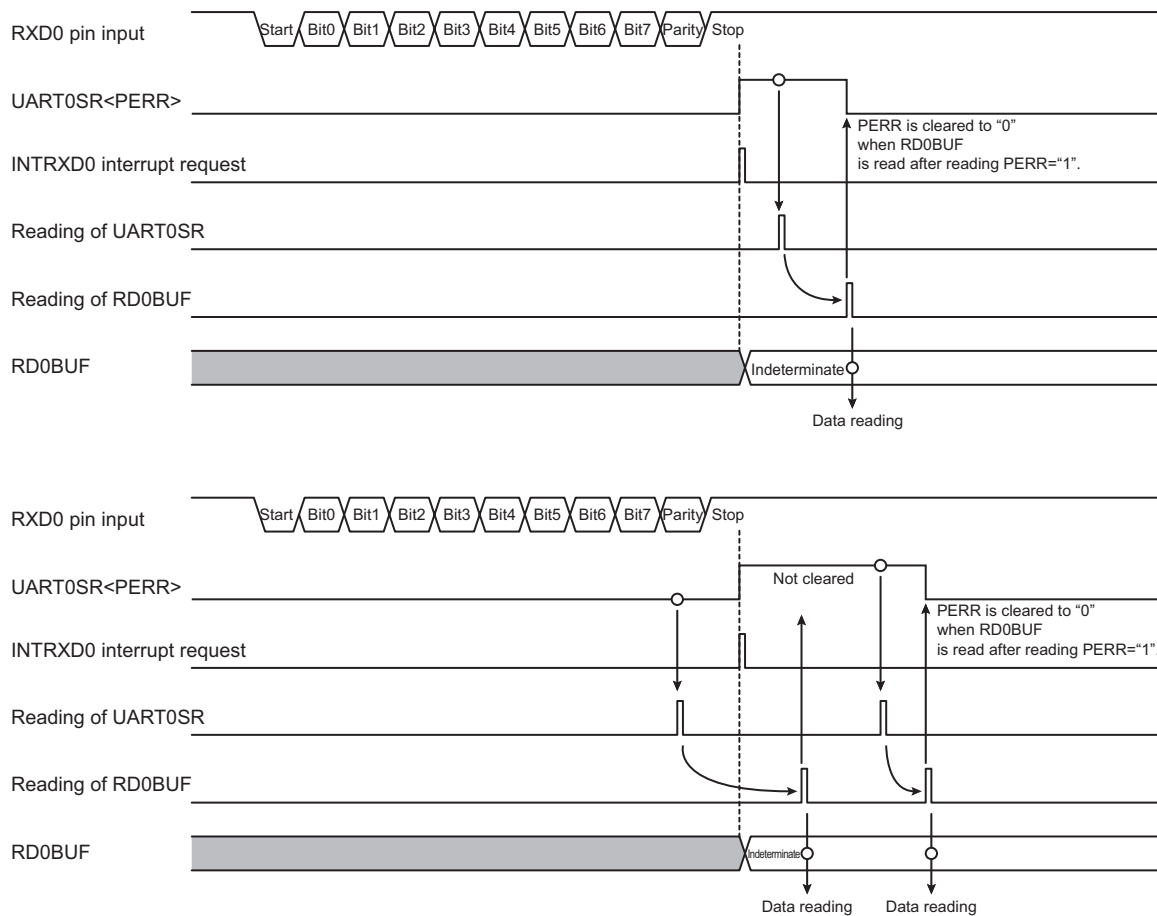 RXD0 pin input
Start Bit0 Bit1 Bit2 Bit3 Bit4 Bit5 Bit6 Bit7 Parity Stop
UART0SR<PERR>
PERR is cleared to “0”
when RD0BUF
is read after reading PERR=“1”.
INTRXD0 interrupt request
Reading of UART0SR
Reading of RD0BUF
RD0BUF
Indeterminate
Data reading
RXD0 pin input
Start Bit0 Bit1 Bit2 Bit3 Bit4 Bit5 Bit6 Bit7 Parity Stop
UART0SR<PERR>
Not cleared
PERR is cleared to “0”
when RD0BUF
is read after reading PERR=“1”.
INTRXD0 interrupt request
Reading of UART0SR
Reading of RD0BUF
RD0BUF
Indeterminate
Data reading Data reading